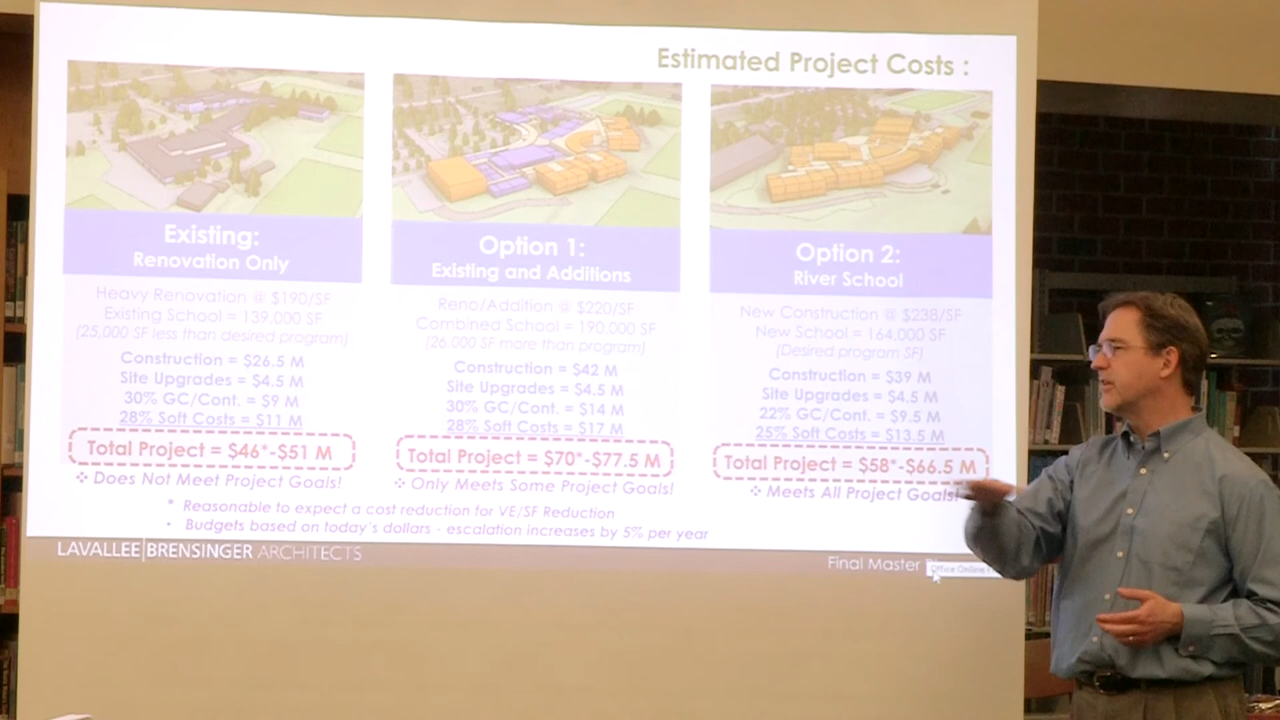 Estimated Project Costs :
Existing:
Renovation Only
Heavy Renovation @ $190/SF
Existing School = 139,000 SF
(25,000 SF less than desired program)
Construction = $26.5 M
Site Upgrades = $4.5 M
30% GC/Cont. = $9 M
28% Soft Costs = $11 M
Total Project = $46*-$51 M
❖ Does Not Meet Project Goals!
Option 1:
Existing and Additions
Reno/Addition @ $220/SF
Combined School = 190,000 SF
(26,000 SF more than program)
Construction = $42 M
Site Upgrades = $4.5 M
30% GC/Cont. = $14 M
28% Soft Costs = $17 M
Total Project = $70*-$77.5 M
❖ Only Meets Some Project Goals!
Option 2:
River School
New Construction @ $238/SF
New School = 164,000 SF
(Desired program SF)
Construction = $39 M
Site Upgrades = $4.5 M
22% GC/Cont. = $9.5 M
25% Soft Costs = $13.5 M
Total Project = $58*-$66.5 M
❖ Meets All Project Goals!
* Reasonable to expect a cost reduction for VE/SF Reduction
• Budgets based on today's dollars - escalation increases by 5% per year
LAVALLEE|BRENSINGER ARCHITECTS
Final Master
Office Online